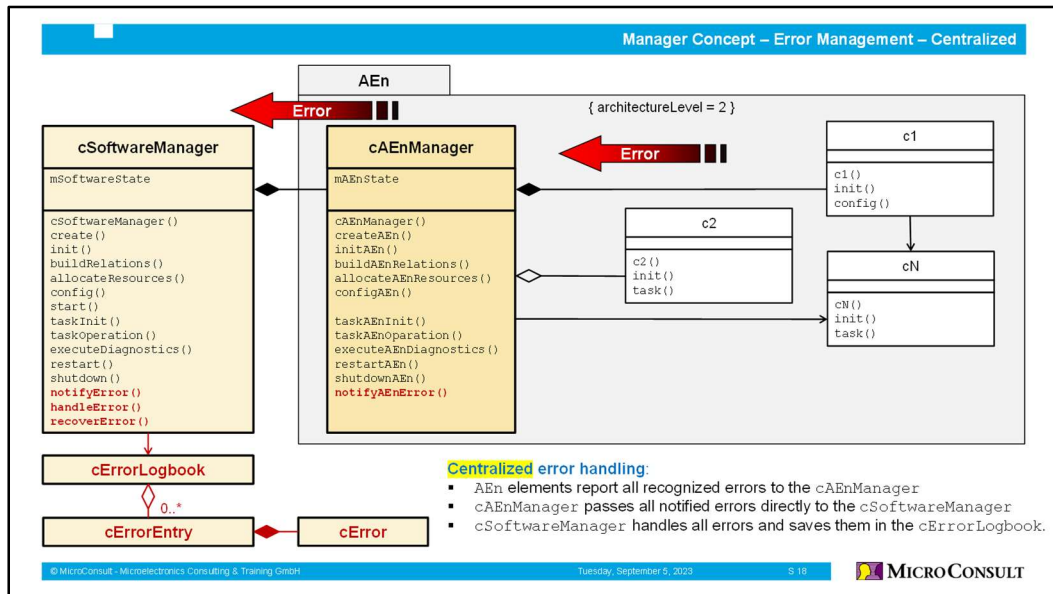 Manager Concept – Error Management – Centralized
AEn
{ architectureLevel = 2 }
Error
Error
cSoftwareManager
mSoftwareState
cSoftwareManager()
create()
init()
buildRelations()
allocateResources()
config()
start()
taskInit()
taskOperation()
executeDiagnostics()
restart()
shutdown()
notifyError()
handleError()
recoverError()
cAEnManager
mAEnState
cAEnManager()
createAEn()
initAEn()
buildAEnRelations()
allocateAEnResources()
configAEn()
taskAEnInit()
taskAEnOparation()
executeAEnDiagnostics()
restartAEn()
shutdownAEn()
notifyAEnError()
c1
c1()
init()
config()
c2
c2()
init()
task()
cN
cN()
init()
task()
cErrorLogbook
0..*
cErrorEntry
cError
Centralized error handling:
▪ AEn elements report all recognized errors to the cAEnManager
▪ cAEnManager passes all notified errors directly to the cSoftwareManager
▪ cSoftwareManager handles all errors and saves them in the cErrorLogbook.
© MicroConsult - Microelectronics Consulting & Training GmbH
Tuesday, September 5, 2023
S 18
MICROCONSULT